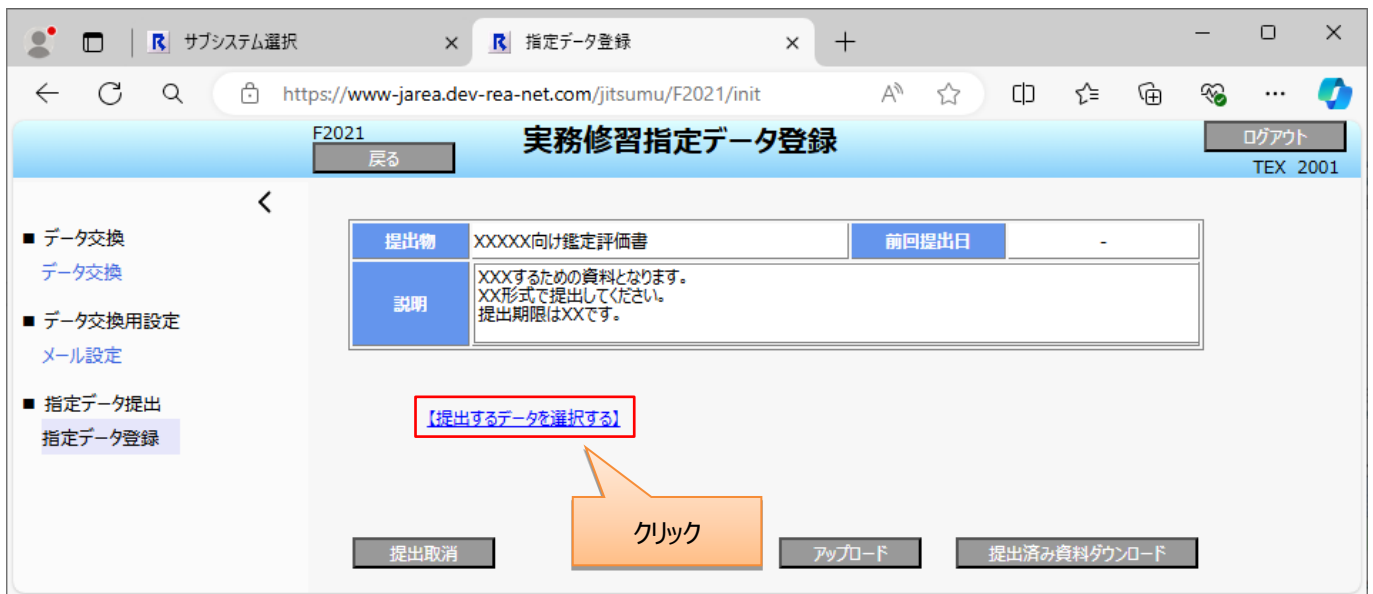 サブシステム選択
指定データ登録
https://www-jarea.dev-rea-net.com/jitsumu/F2021/init
F2021
戻る
実務修習指定データ登録
ログアウト
TEX 2001
■ データ交換
データ交換
■ データ交換用設定
メール設定
■ 指定データ提出
指定データ登録
提出物 XXXXX向け鑑定評価書 前回提出日 -
説明
XXXするための資料となります。
XX形式で提出してください。
提出期限はXXです。
【提出するデータを選択する】
クリック
提出取消 アップロード 提出済み資料ダウンロード